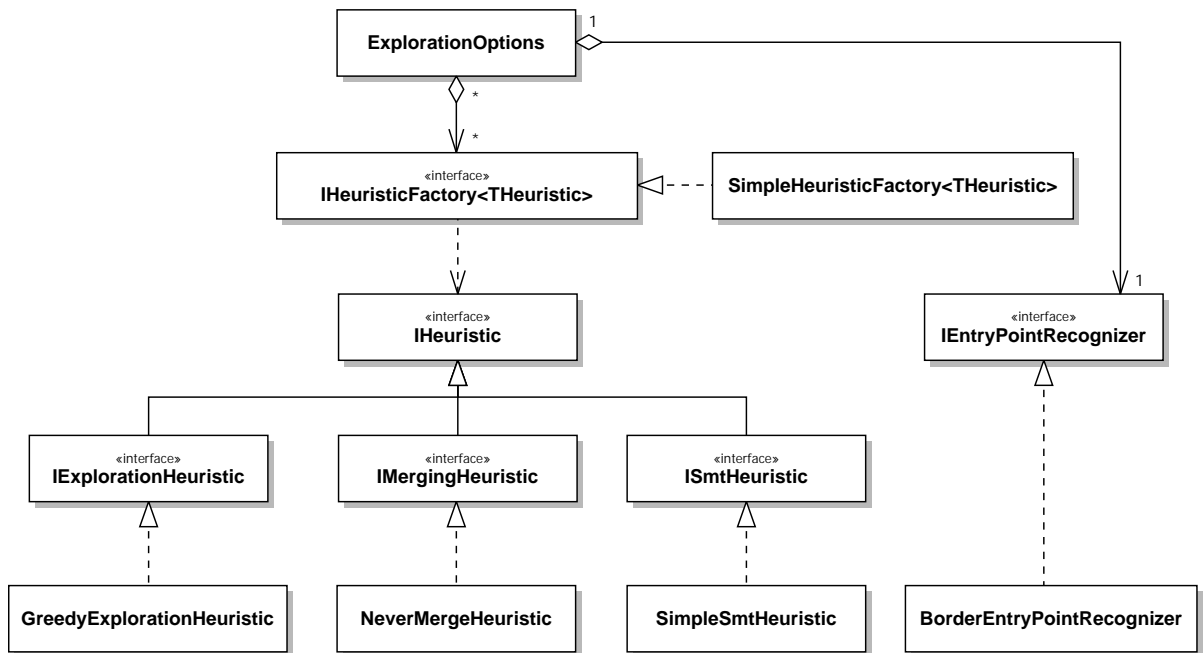 1
ExplorationOptions
*
*
«interface»
IHeuristicFactory<THeuristic>
SimpleHeuristicFactory<THeuristic>
1
«interface»
IHeuristic
«interface»
IEntryPointRecognizer
«interface»
IExplorationHeuristic
«interface»
IMergingHeuristic
«interface»
ISmtHeuristic
GreedyExplorationHeuristic
NeverMergeHeuristic
SimpleSmtHeuristic
BorderEntryPointRecognizer